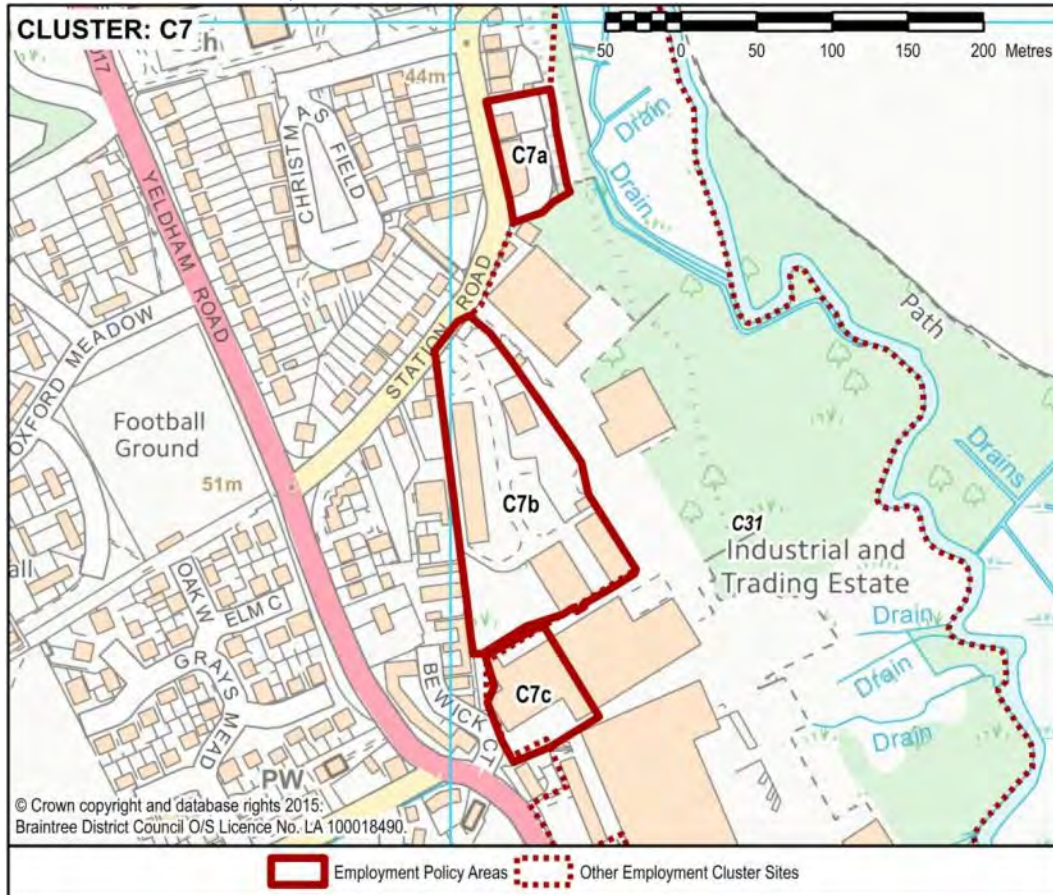 CLUSTER: C7
50 0 50 100 150 200 Metres
44m
CHRISTMAS FIELD
YELDHAM ROAD
STATION ROAD
OXFORD MEADOW
Football
Ground
51m
C7a
C7b
C7c
Drain
Drain
Path
Drains
C31
Industrial and
Trading Estate
Drain
Drain
Drain
OAK W
ELM C
GRAYS MEAD
BEWICK CT
PW
© Crown copyright and database rights 2015:
Braintree District Council O/S Licence No. LA 100018490.
Employment Policy Areas
Other Employment Cluster Sites